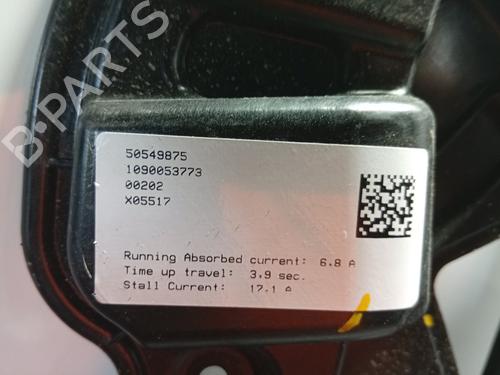 B-PARTS
50549875
1090053773
00202
X05517
Running Absorbed current: 6.8 A
Time up travel: 3.9 sec.
Stall Current: 17.1 A